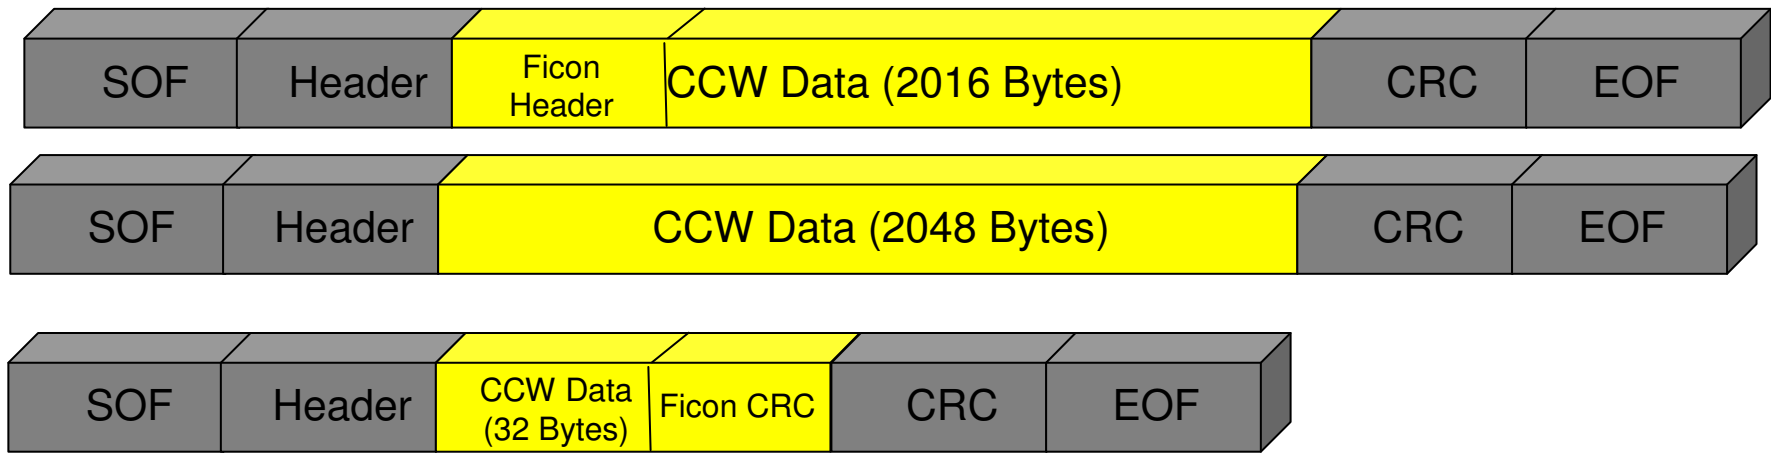 SOF Header Ficon Header CCW Data (2016 Bytes) CRC EOF
SOF Header CCW Data (2048 Bytes) CRC EOF
SOF Header CCW Data (32 Bytes) Ficon CRC CRC EOF